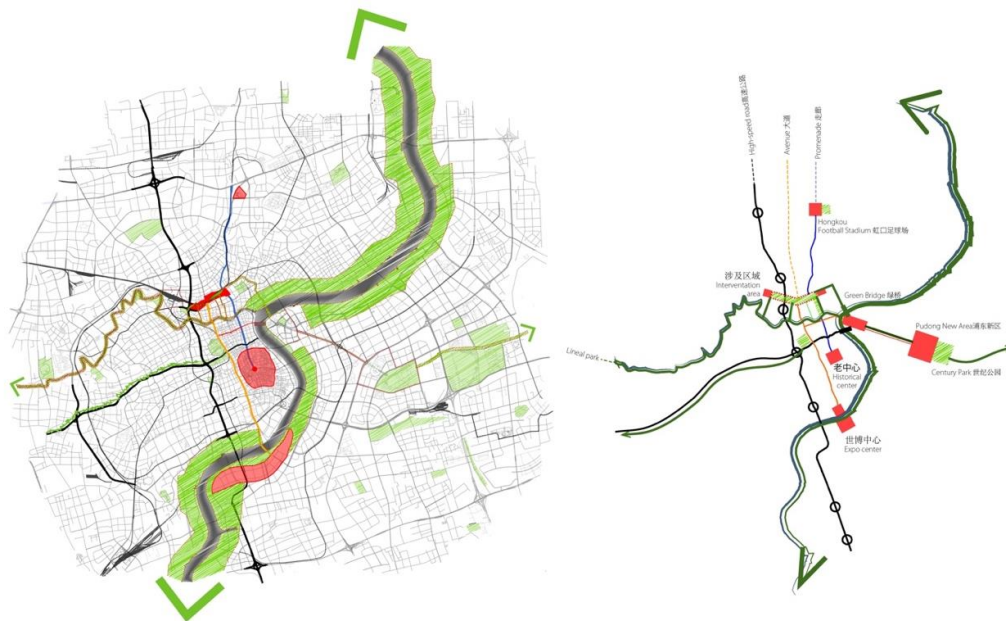 High-speed road高速公路
Avenue 大道
Promenade 走廊
Hongkou
Football Stadium 虹口足球场
涉及区域
Interventation
area
Green Bridge 绿桥
Pudong New Area浦东新区
Lineal park
老中心
Historical
center
Century Park 世纪公园
世博中心
Expo center